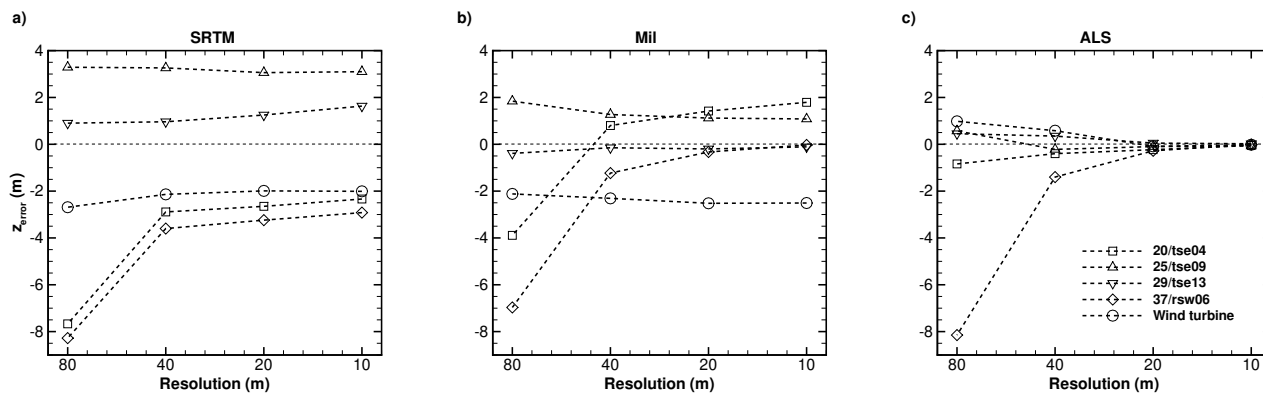 a)
SRTM
4
2
0
-2
-4
-6
-8
z_error (m)
80 40 20 10
Resolution (m)
b)
Mil
4
2
0
-2
-4
-6
-8
80 40 20 10
Resolution (m)
c)
ALS
4
2
0
-2
-4
-6
-8
20/tse04
25/tse09
29/tse13
37/rsw06
Wind turbine
80 40 20 10
Resolution (m)